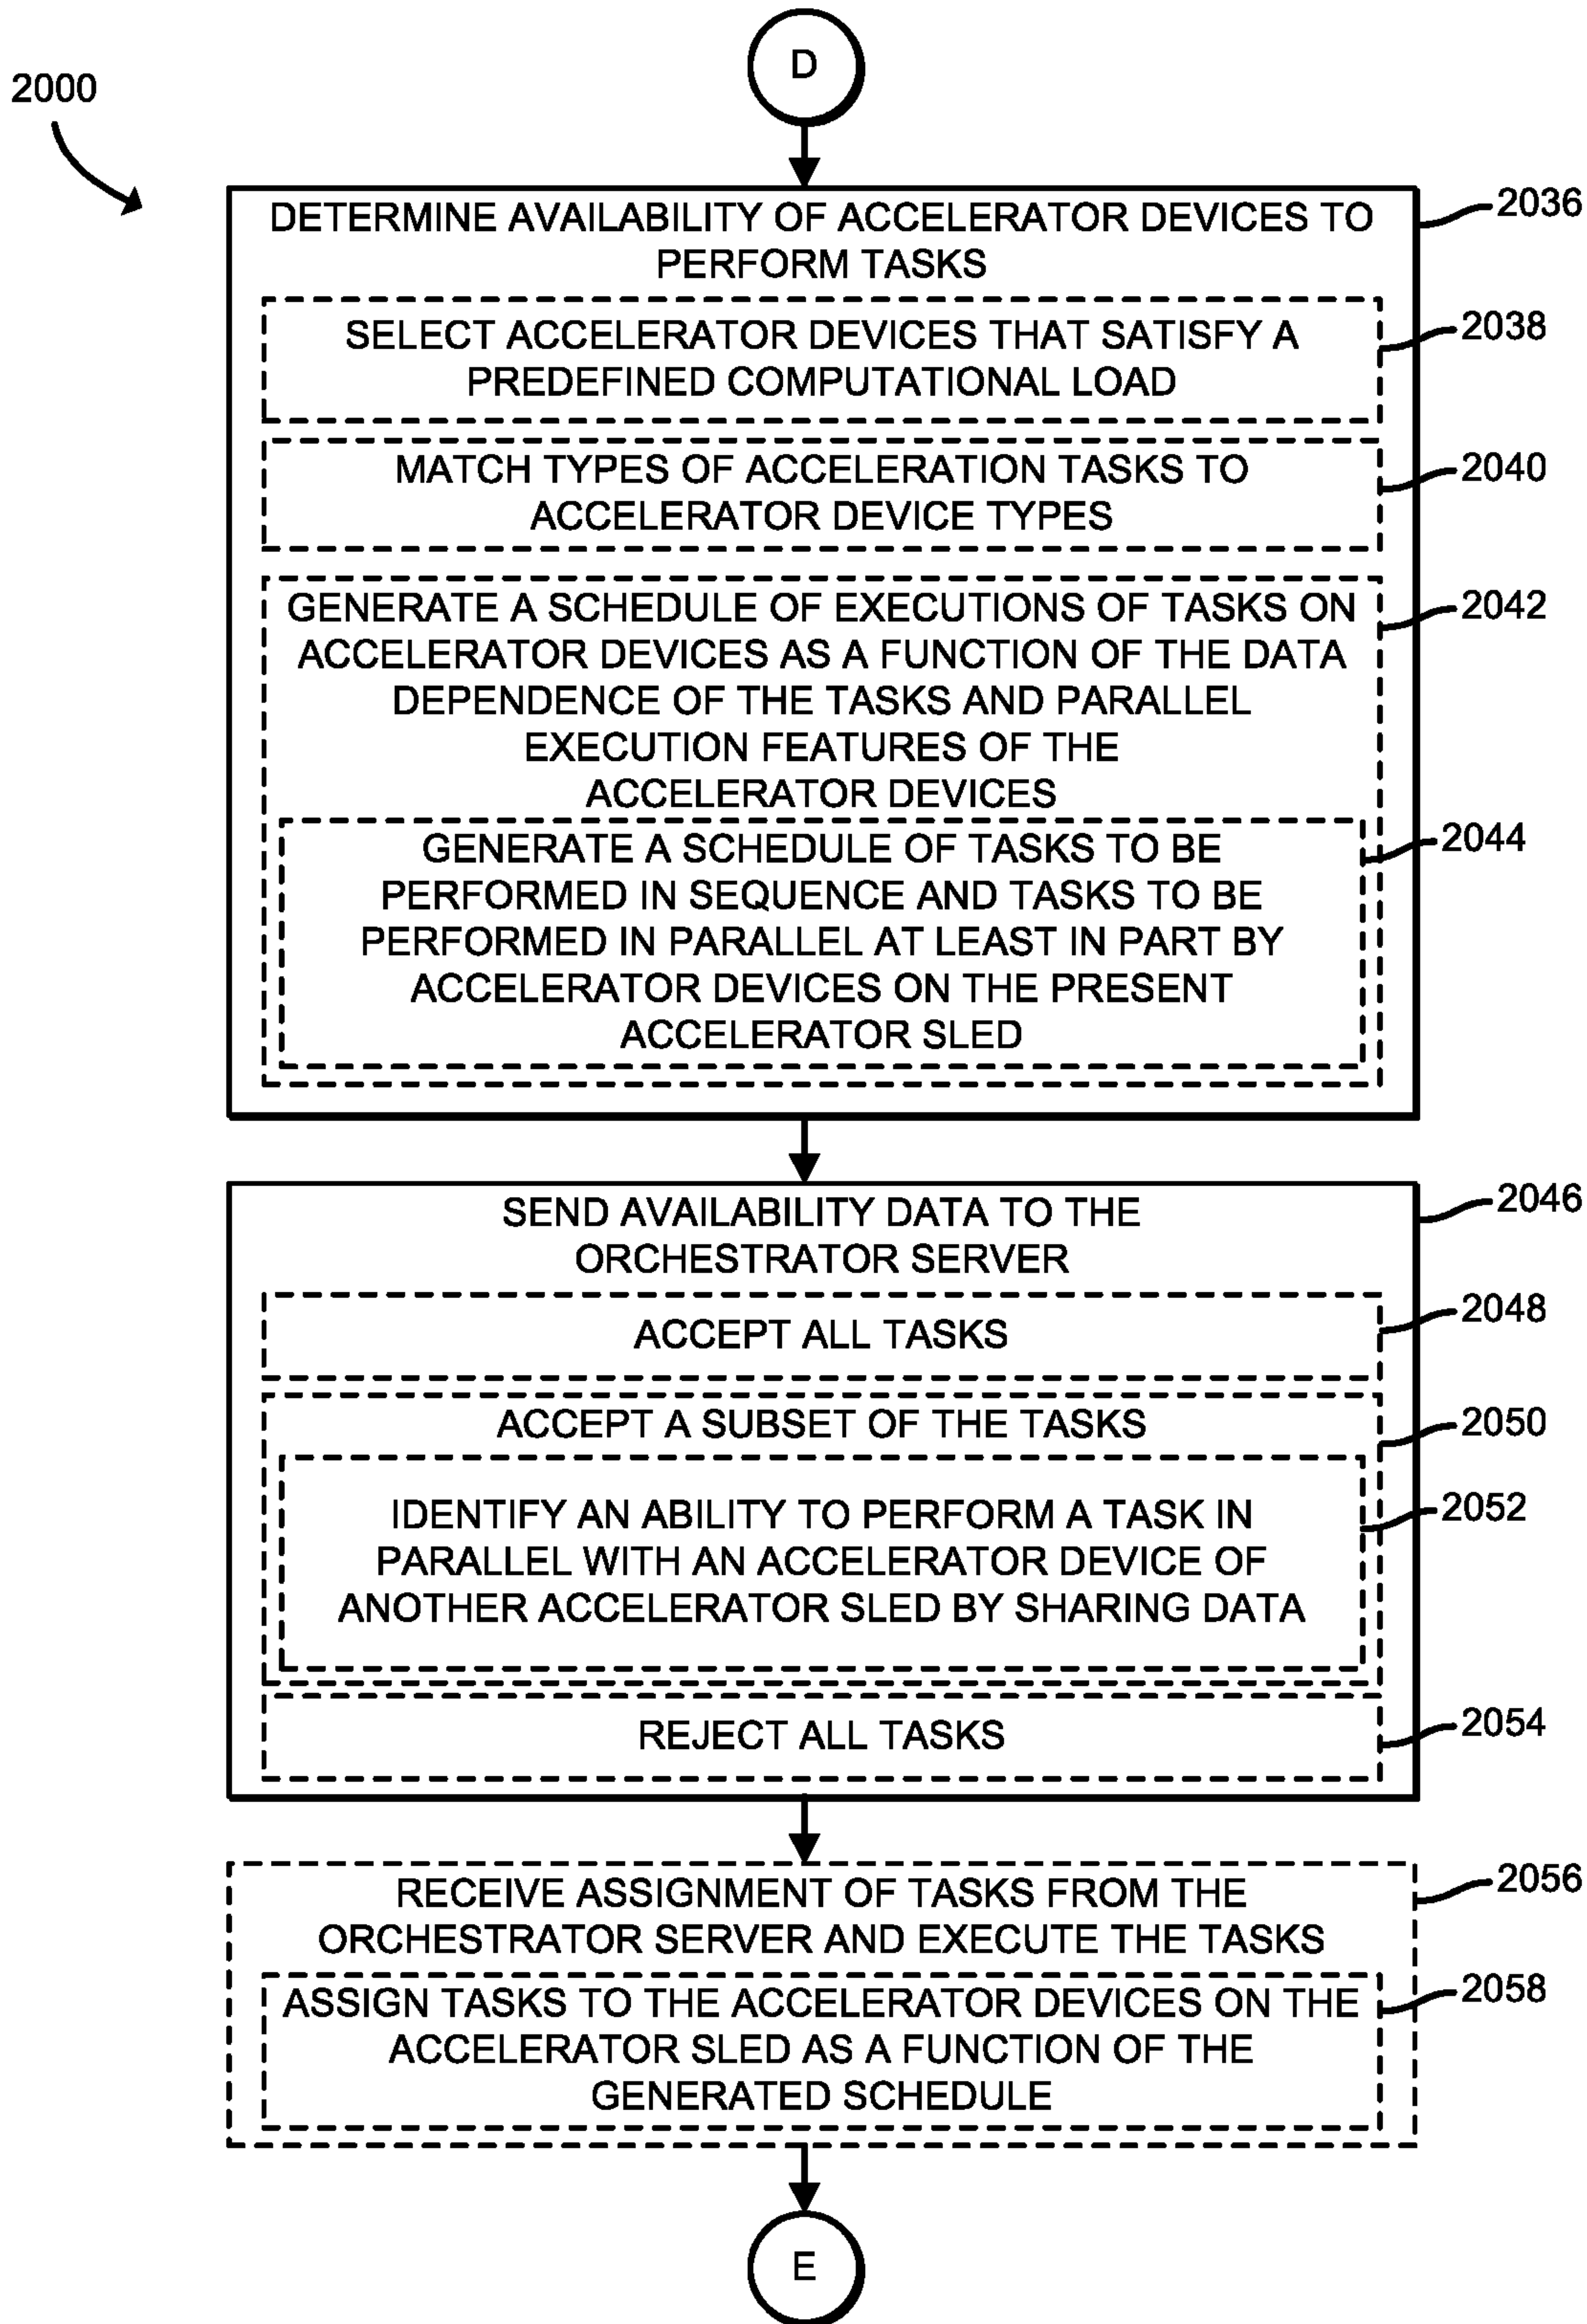 D
2000
DETERMINE AVAILABILITY OF ACCELERATOR DEVICES TO
PERFORM TASKS
2036
SELECT ACCELERATOR DEVICES THAT SATISFY A
PREDEFINED COMPUTATIONAL LOAD
2038
MATCH TYPES OF ACCELERATION TASKS TO
ACCELERATOR DEVICE TYPES
2040
GENERATE A SCHEDULE OF EXECUTIONS OF TASKS ON
ACCELERATOR DEVICES AS A FUNCTION OF THE DATA
DEPENDENCE OF THE TASKS AND PARALLEL
EXECUTION FEATURES OF THE
ACCELERATOR DEVICES
2042
GENERATE A SCHEDULE OF TASKS TO BE
PERFORMED IN SEQUENCE AND TASKS TO BE
PERFORMED IN PARALLEL AT LEAST IN PART BY
ACCELERATOR DEVICES ON THE PRESENT
ACCELERATOR SLED
2044
SEND AVAILABILITY DATA TO THE
ORCHESTRATOR SERVER
2046
ACCEPT ALL TASKS
2048
ACCEPT A SUBSET OF THE TASKS
2050
IDENTIFY AN ABILITY TO PERFORM A TASK IN
PARALLEL WITH AN ACCELERATOR DEVICE OF
ANOTHER ACCELERATOR SLED BY SHARING DATA
2052
REJECT ALL TASKS
2054
RECEIVE ASSIGNMENT OF TASKS FROM THE
ORCHESTRATOR SERVER AND EXECUTE THE TASKS
2056
ASSIGN TASKS TO THE ACCELERATOR DEVICES ON THE
ACCELERATOR SLED AS A FUNCTION OF THE
GENERATED SCHEDULE
2058
E